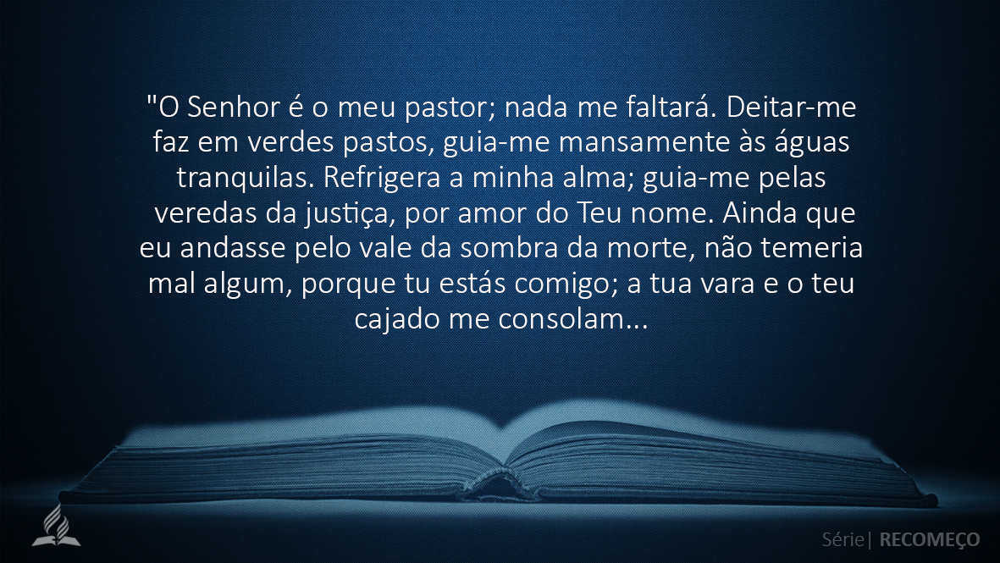 "O Senhor é o meu pastor; nada me faltará. Deitar-me
faz em verdes pastos, guia-me mansamente às águas
tranquilas. Refrigera a minha alma; guia-me pelas
veredas da justiça, por amor do Teu nome. Ainda que
eu andasse pelo vale da sombra da morte, não temeria
mal algum, porque tu estás comigo; a tua vara e o teu
cajado me consolam...
Série| RECOMEÇO